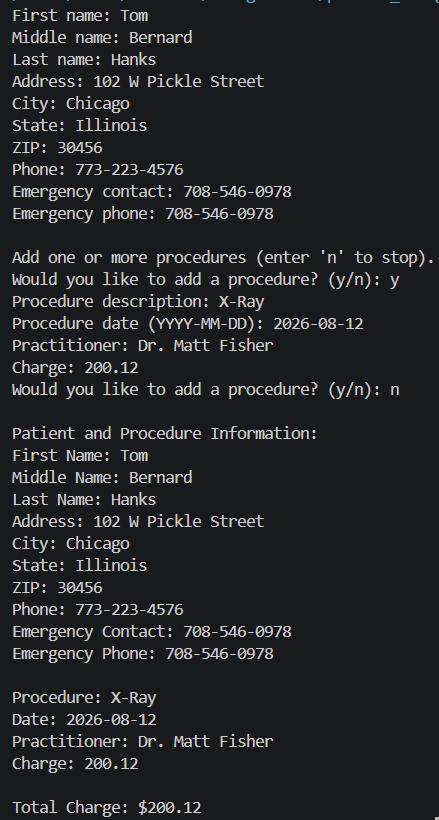 First name: Tom
Middle name: Bernard
Last name: Hanks
Address: 102 W Pickle Street
City: Chicago
State: Illinois
ZIP: 30456
Phone: 773-223-4576
Emergency contact: 708-546-0978
Emergency phone: 708-546-0978

Add one or more procedures (enter 'n' to stop).
Would you like to add a procedure? (y/n): y
Procedure description: X-Ray
Procedure date (YYYY-MM-DD): 2026-08-12
Practitioner: Dr. Matt Fisher
Charge: 200.12
Would you like to add a procedure? (y/n): n

Patient and Procedure Information:
First Name: Tom
Middle Name: Bernard
Last Name: Hanks
Address: 102 W Pickle Street
City: Chicago
State: Illinois
ZIP: 30456
Phone: 773-223-4576
Emergency Contact: 708-546-0978
Emergency Phone: 708-546-0978

Procedure: X-Ray
Date: 2026-08-12
Practitioner: Dr. Matt Fisher
Charge: 200.12

Total Charge: $200.12